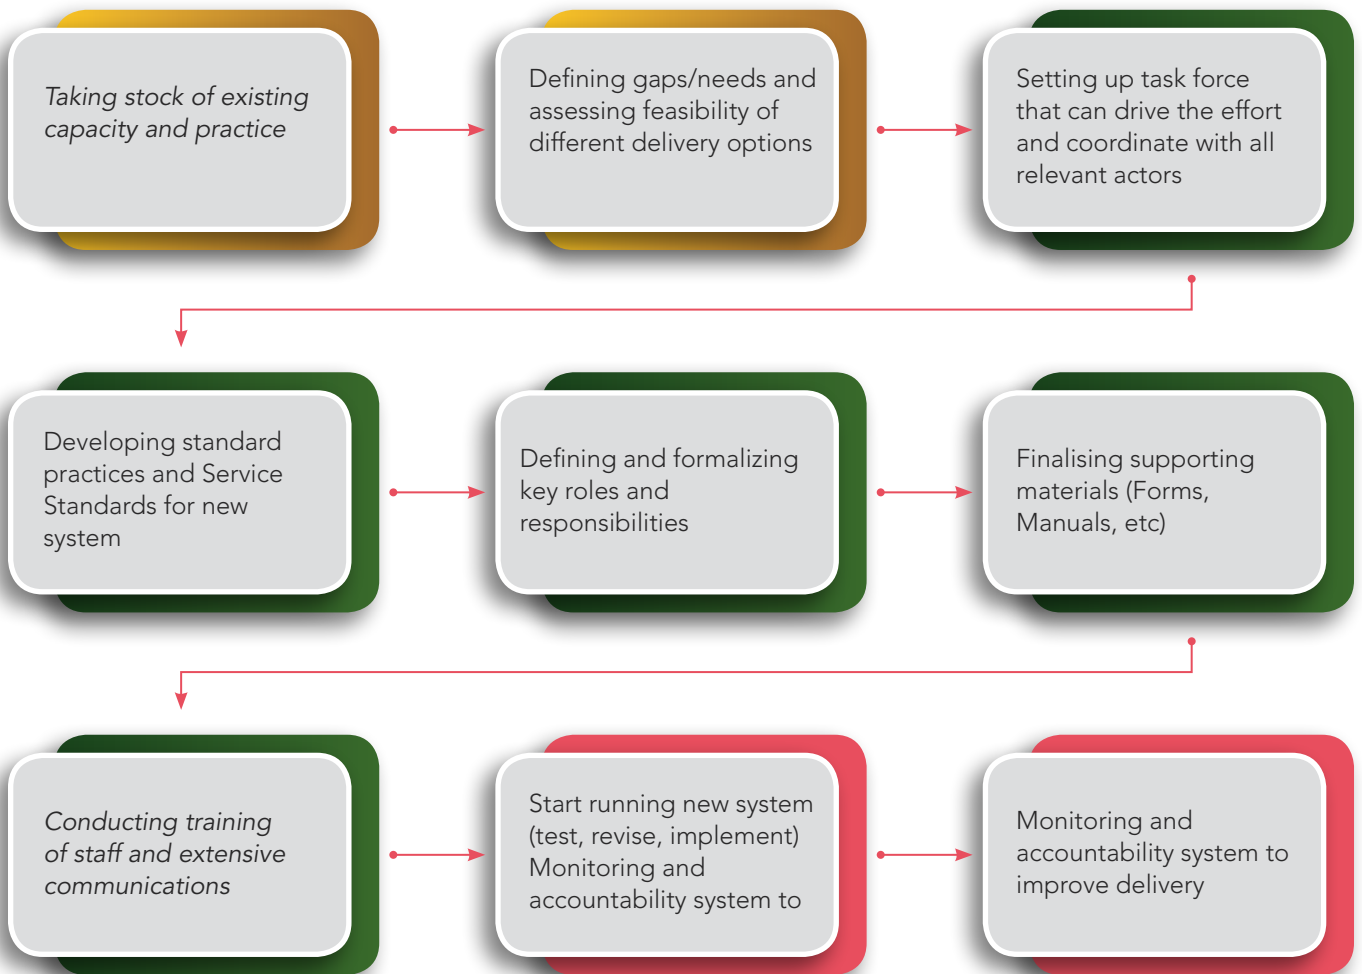 Taking stock of existing
capacity and practice
Defining gaps/needs and
assessing feasibility of
different delivery options
Setting up task force
that can drive the effort
and coordinate with all
relevant actors
Developing standard
practices and Service
Standards for new
system
Defining and formalizing
key roles and
responsibilities
Finalising supporting
materials (Forms,
Manuals, etc)
Conducting training
of staff and extensive
communications
Start running new system
(test, revise, implement)
Monitoring and
accountability system to
Monitoring and
accountability system to
improve delivery